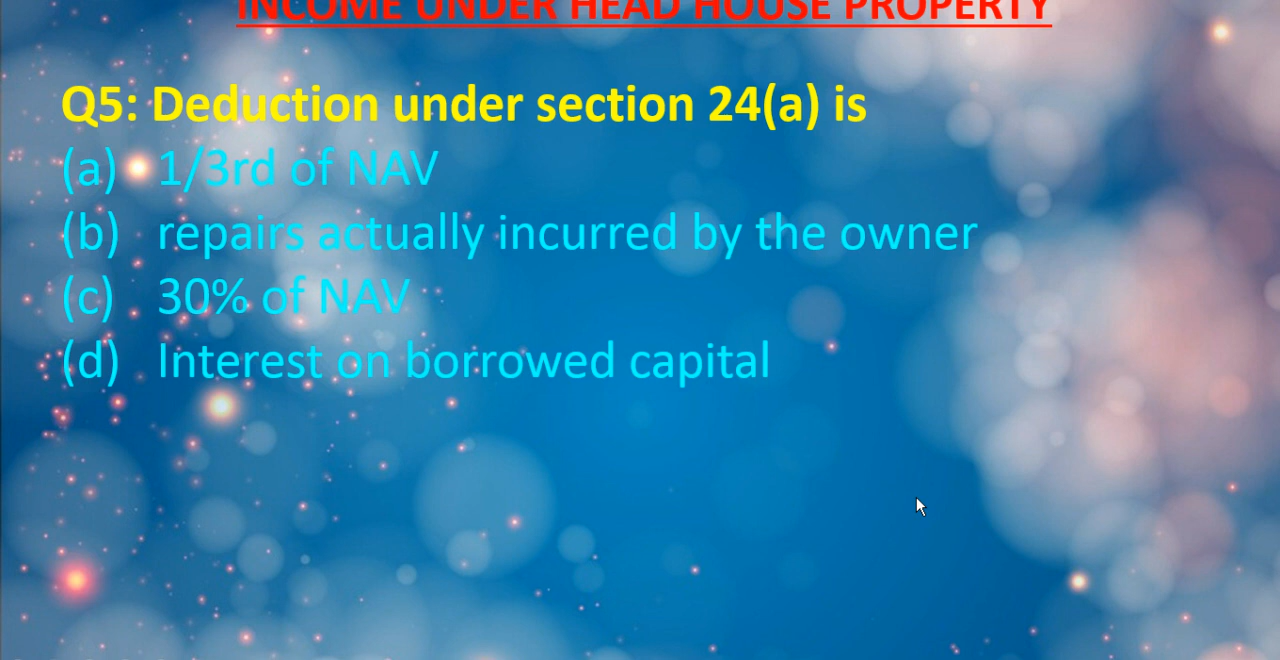 INCOME UNDER HEAD HOUSE PROPERTY
Q5: Deduction under section 24(a) is
(a) 1/3rd of NAV
(b) repairs actually incurred by the owner
(c) 30% of NAV
(d) Interest on borrowed capital